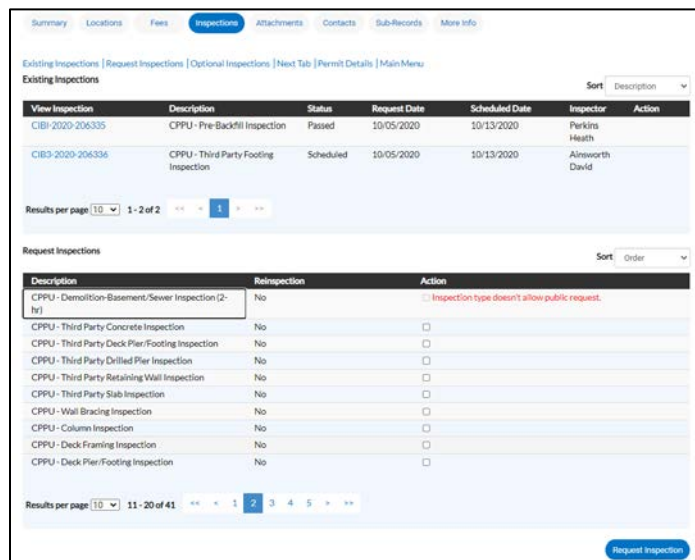 Summary Locations Fees Inspections Attachments Contacts Sub-Records More Info
Existing Inspections | Request Inspections | Optional Inspections | Next Tab | Permit Details | Main Menu
Existing Inspections
Sort Description
View Inspection Description Status Request Date Scheduled Date Inspector Action
CIBI-2020-206335 CPPU - Pre-Backfill Inspection Passed 10/05/2020 10/13/2020 Perkins
Heath
CIB3-2020-206336 CPPU - Third Party Footing Scheduled 10/05/2020 10/13/2020 Ainsworth
Inspection David
Results per page 10 1 - 2 of 2 << < 1 > >>
Request Inspections
Sort Order
Description Reinspection Action
CPPU - Demolition-Basement/Sewer Inspection (2- No Inspection type doesn't allow public request.
hr)
CPPU - Third Party Concrete Inspection No
CPPU - Third Party Deck Pier/Footing Inspection No
CPPU - Third Party Drilled Pier Inspection No
CPPU - Third Party Retaining Wall Inspection No
CPPU - Third Party Slab Inspection No
CPPU - Wall Bracing Inspection No
CPPU - Column Inspection No
CPPU - Deck Framing Inspection No
CPPU - Deck Pier/Footing Inspection No
Results per page 10 11 - 20 of 41 << < 1 2 3 4 5 > >>
Request Inspection